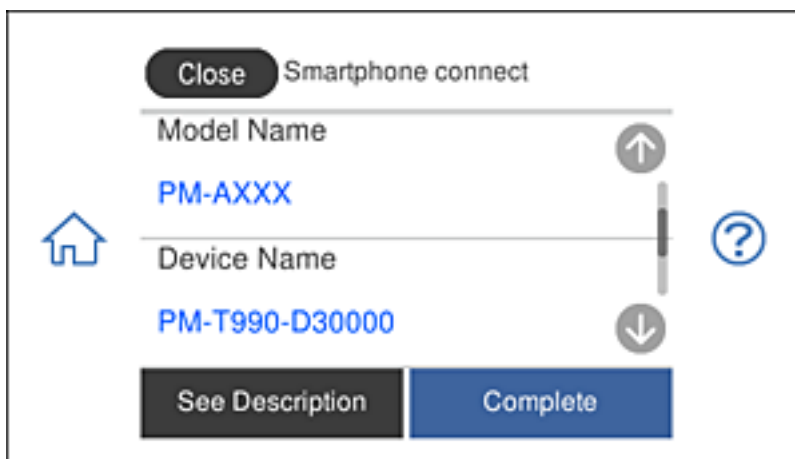 Close Smartphone connect
Model Name
PM-AXXX
Device Name
PM-T990-D30000
See Description Complete